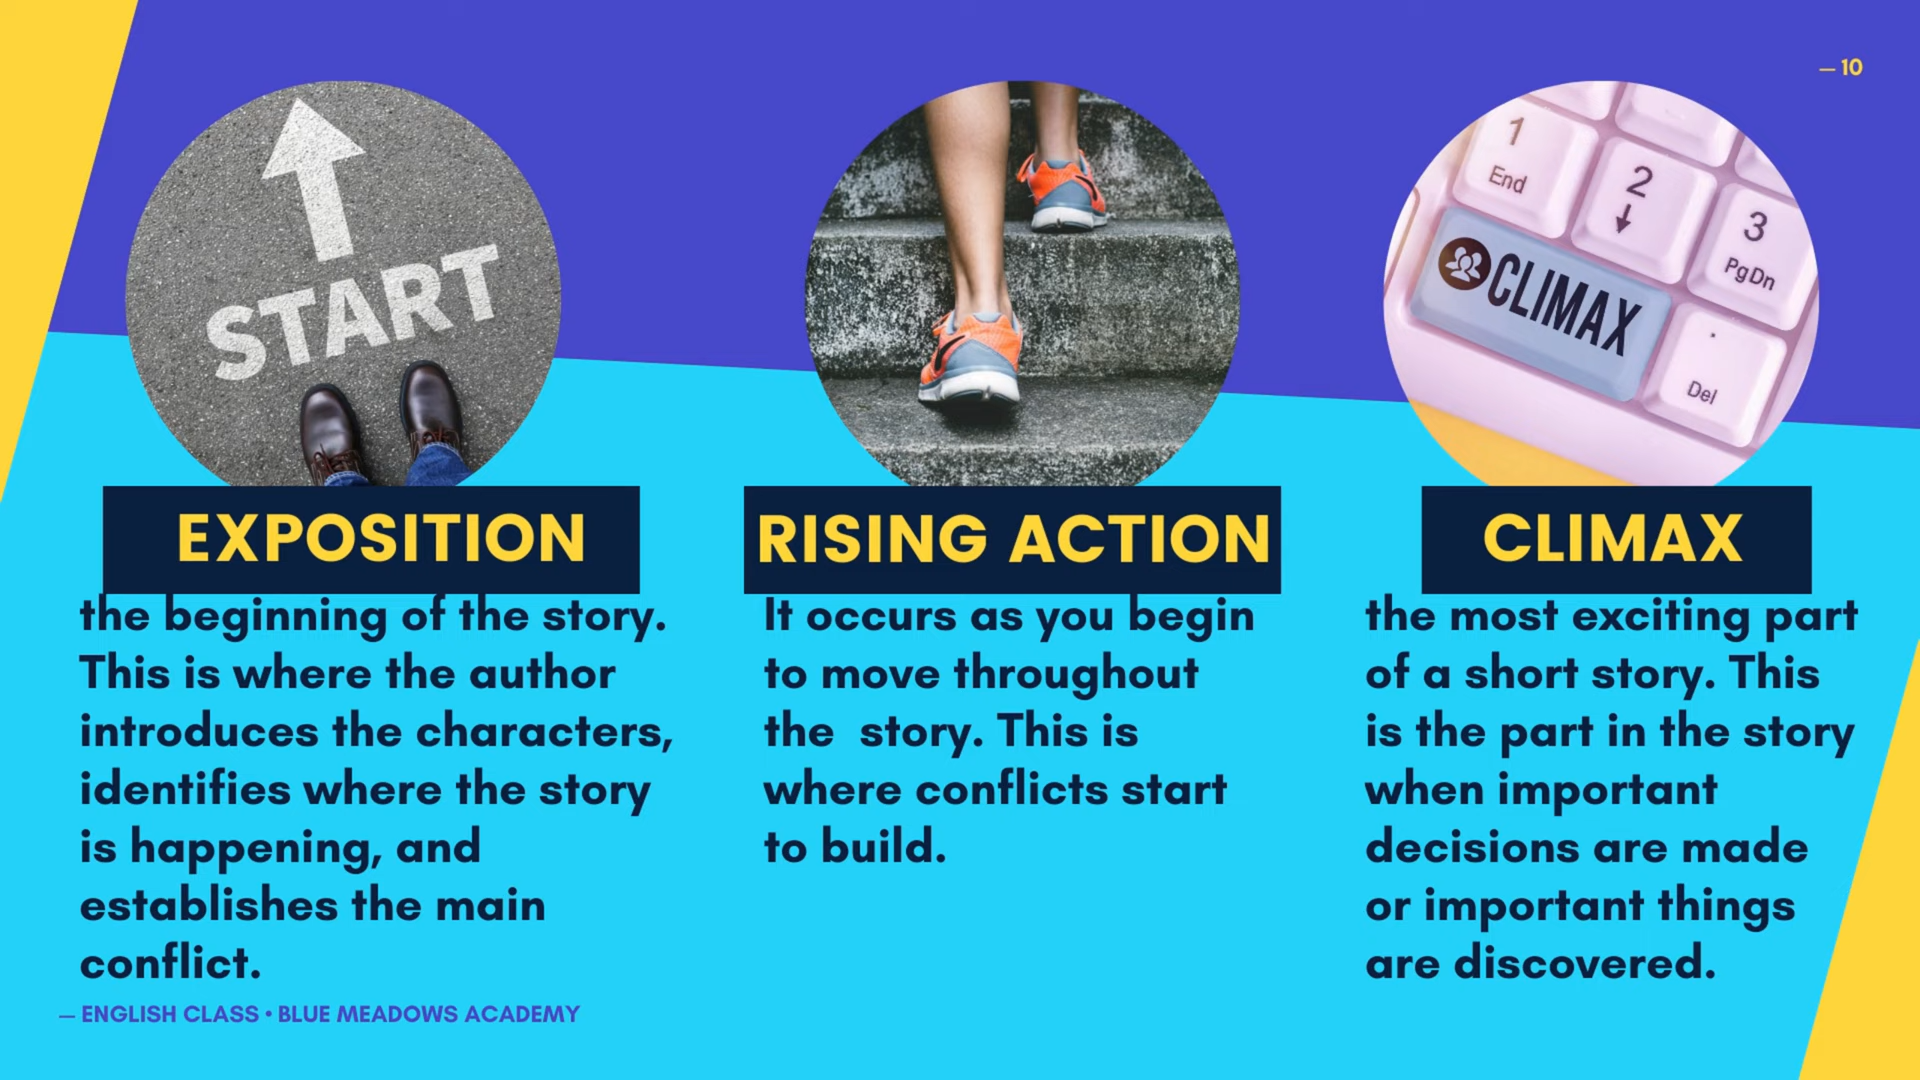 — 10
START
1
End
2
3
PgDn
CLIMAX
Del
EXPOSITION
the beginning of the story.
This is where the author
introduces the characters,
identifies where the story
is happening, and
establishes the main
conflict.
RISING ACTION
It occurs as you begin
to move throughout
the  story. This is
where conflicts start
to build.
CLIMAX
the most exciting part
of a short story. This
is the part in the story
when important
decisions are made
or important things
are discovered.
— ENGLISH CLASS • BLUE MEADOWS ACADEMY